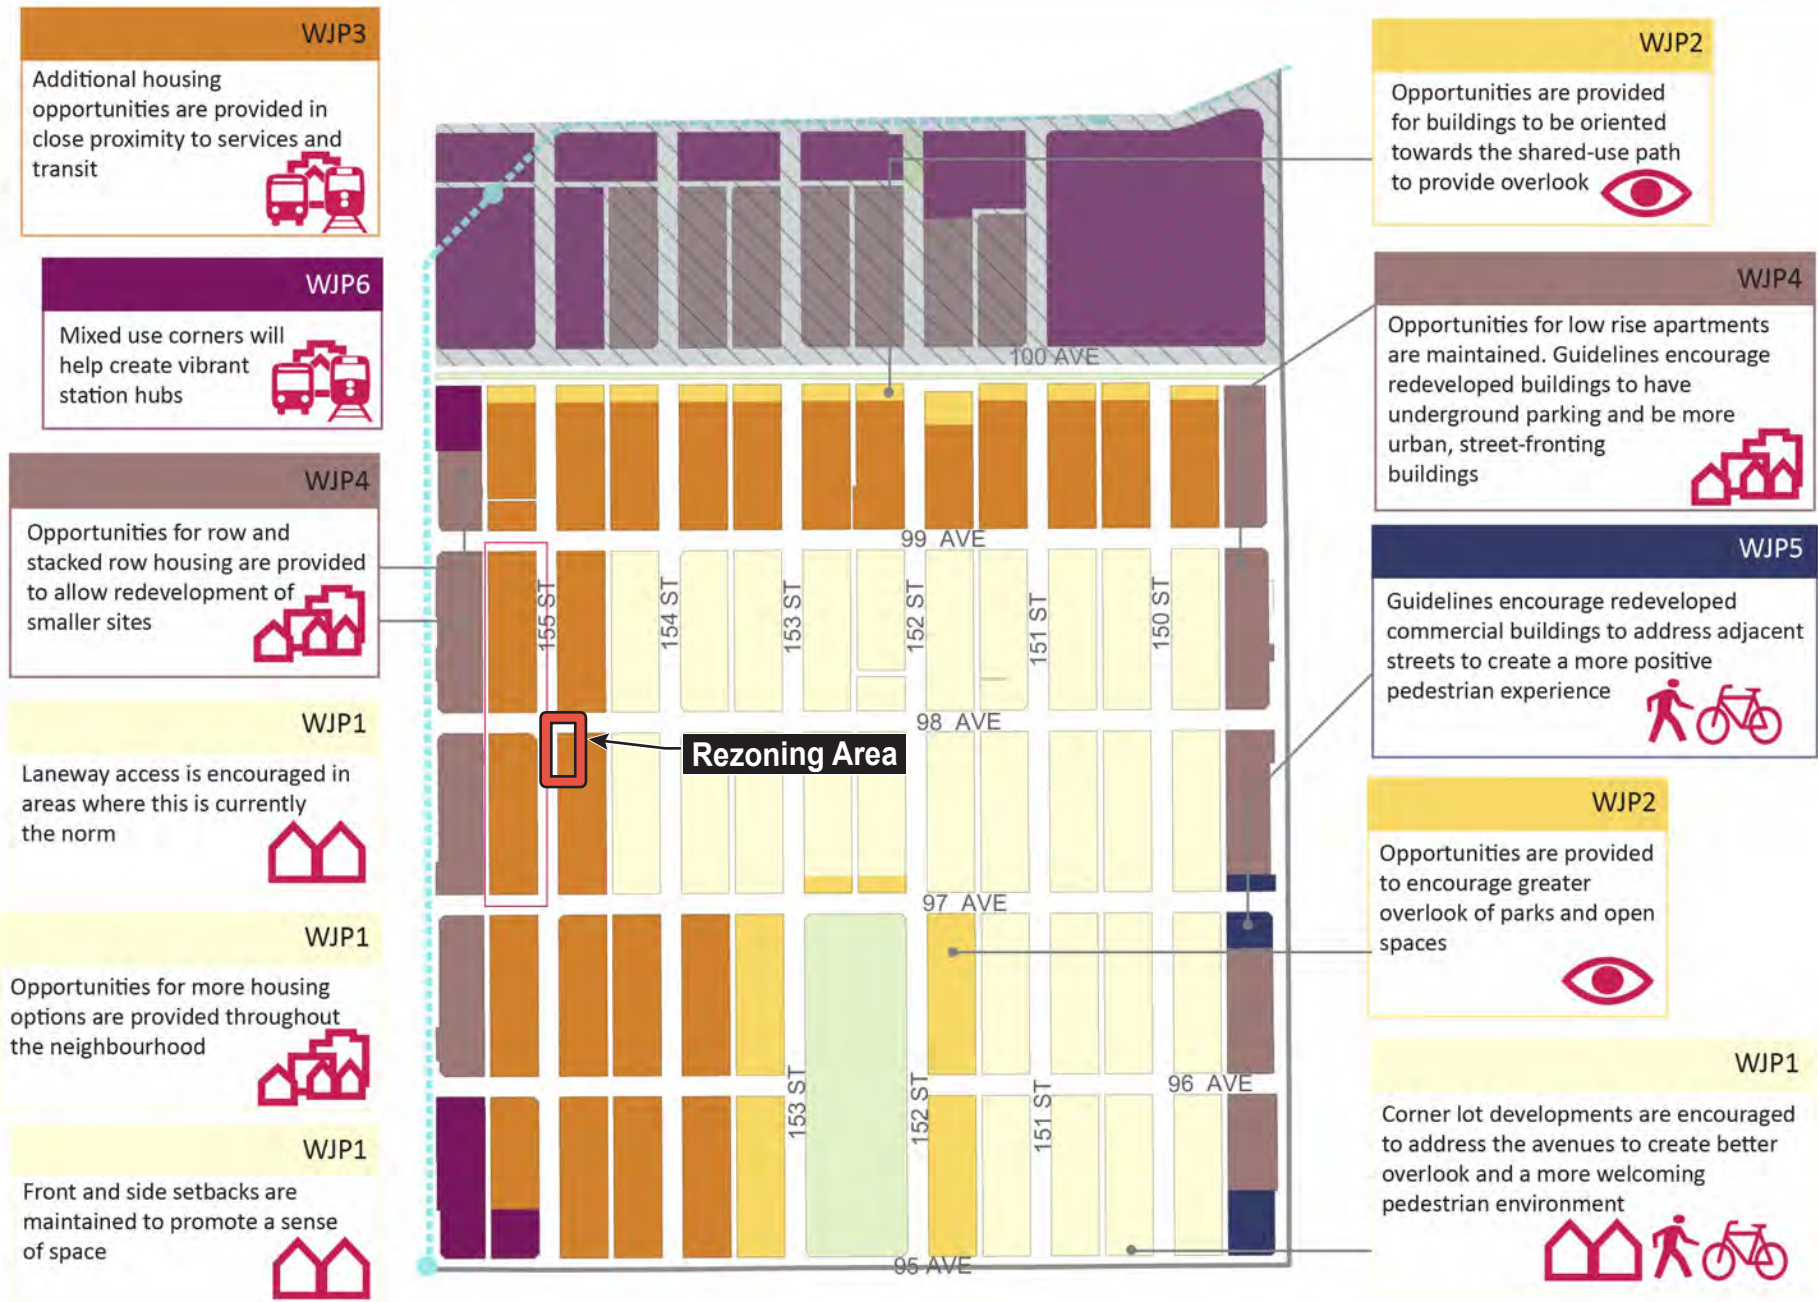 WJP3
Additional housing
opportunities are provided in
close proximity to services and
transit
WJP6
Mixed use corners will
help create vibrant
station hubs
WJP4
Opportunities for row and
stacked row housing are provided
to allow redevelopment of
smaller sites
WJP1
Laneway access is encouraged in
areas where this is currently
the norm
WJP1
Opportunities for more housing
options are provided throughout
the neighbourhood
WJP1
Front and side setbacks are
maintained to promote a sense
of space
100 AVE
99 AVE
155 ST
154 ST
153 ST
152 ST
151 ST
150 ST
98 AVE
Rezoning Area
97 AVE
96 AVE
153 ST
152 ST
151 ST
95 AVE
WJP2
Opportunities are provided
for buildings to be oriented
towards the shared-use path
to provide overlook
WJP4
Opportunities for low rise apartments
are maintained. Guidelines encourage
redeveloped buildings to have
underground parking and be more
urban, street-fronting
buildings
WJP5
Guidelines encourage redeveloped
commercial buildings to address adjacent
streets to create a more positive
pedestrian experience
WJP2
Opportunities are provided
to encourage greater
overlook of parks and open
spaces
WJP1
Corner lot developments are encouraged
to address the avenues to create better
overlook and a more welcoming
pedestrian environment